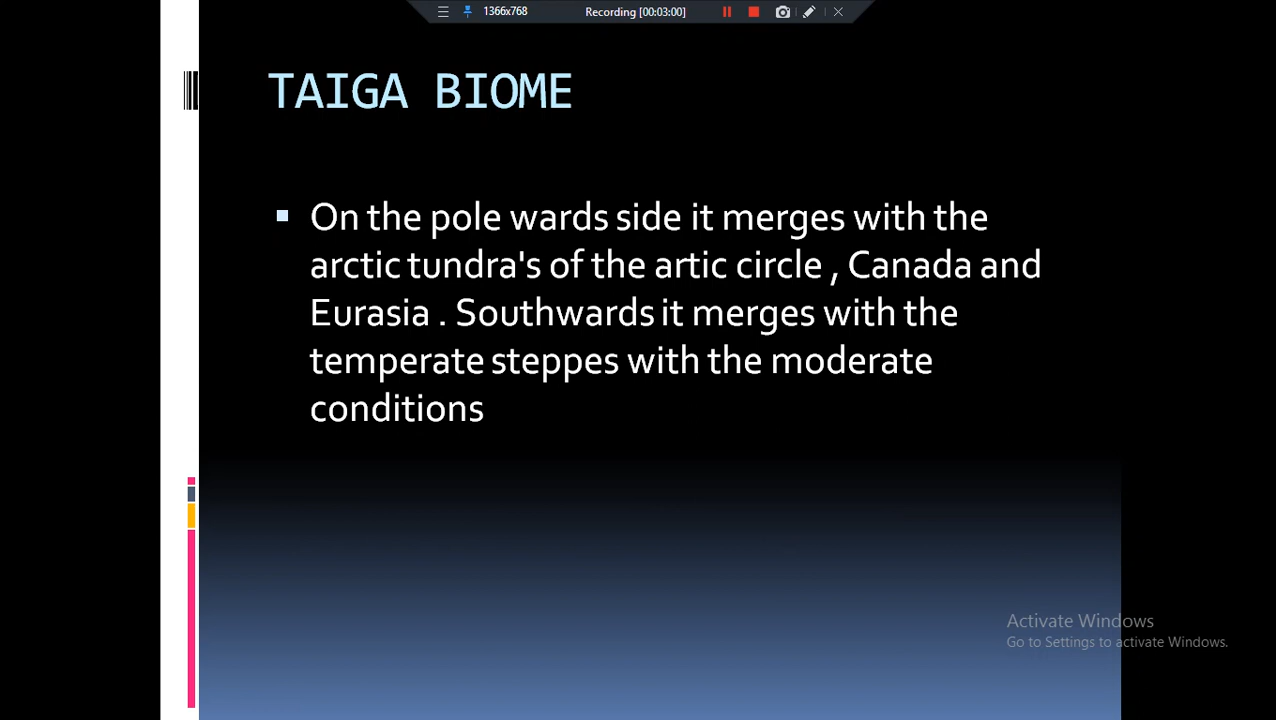 1366x768 Recording [00:03:00]
TAIGA BIOME
On the pole wards side it merges with the
arctic tundra's of the artic circle , Canada and
Eurasia . Southwards it merges with the
temperate steppes with the moderate
conditions
Activate Windows
Go to Settings to activate Windows.